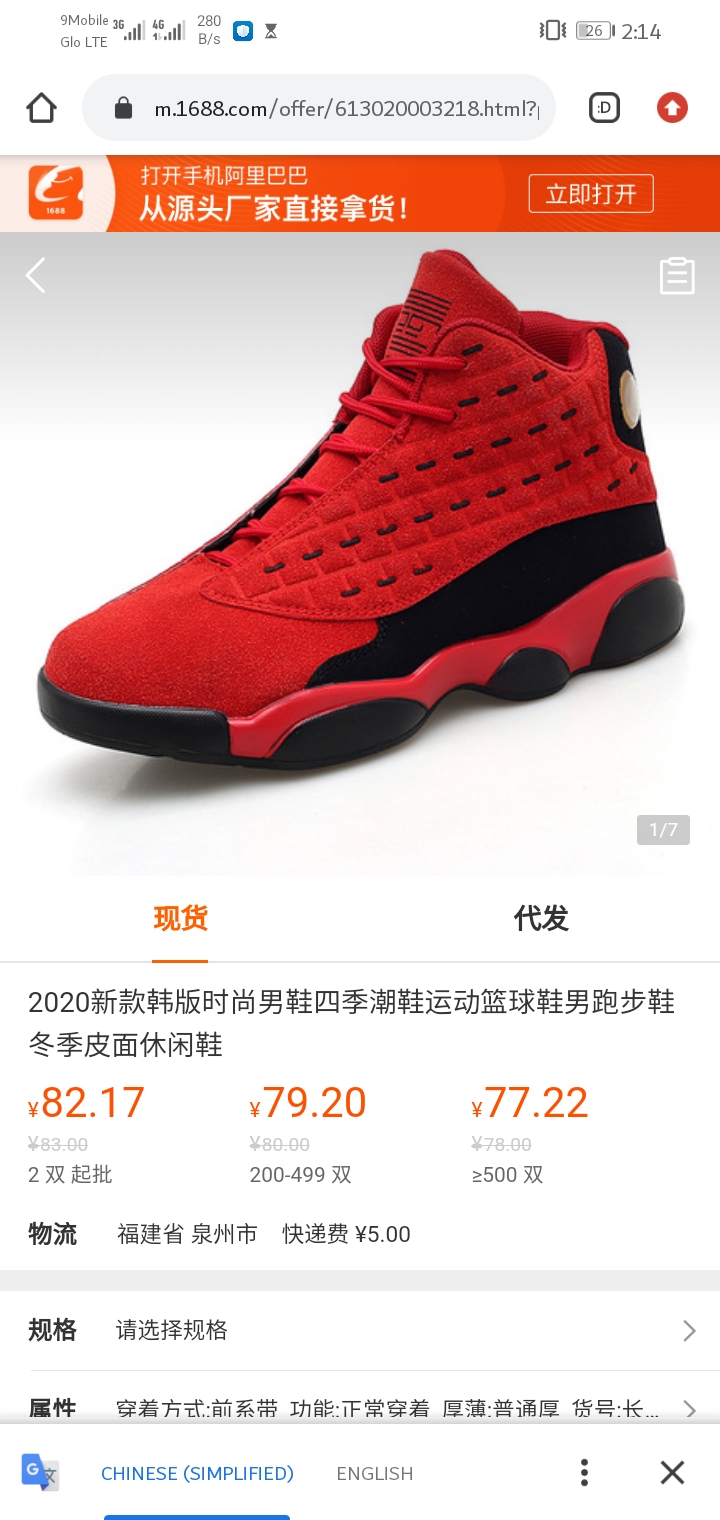 9Mobile 3G 4G 280 B/s 26 2:14
Glo LTE
m.1688.com/offer/613020003218.html?
:D
打开手机阿里巴巴
从源头厂家直接拿货!
1688
立即打开
1/7
现货 代发
2020新款韩版时尚男鞋四季潮鞋运动篮球鞋男跑步鞋
冬季皮面休闲鞋
¥82.17 ¥79.20 ¥77.22
¥83.00 ¥80.00 ¥78.00
2 双 起批 200-499 双 ≥500 双
物流 福建省 泉州市 快递费 ¥5.00
规格 请选择规格
属性 穿着方式:前系带 功能:正常穿着 厚薄:普通厚 货号:长...
G 文 CHINESE (SIMPLIFIED) ENGLISH